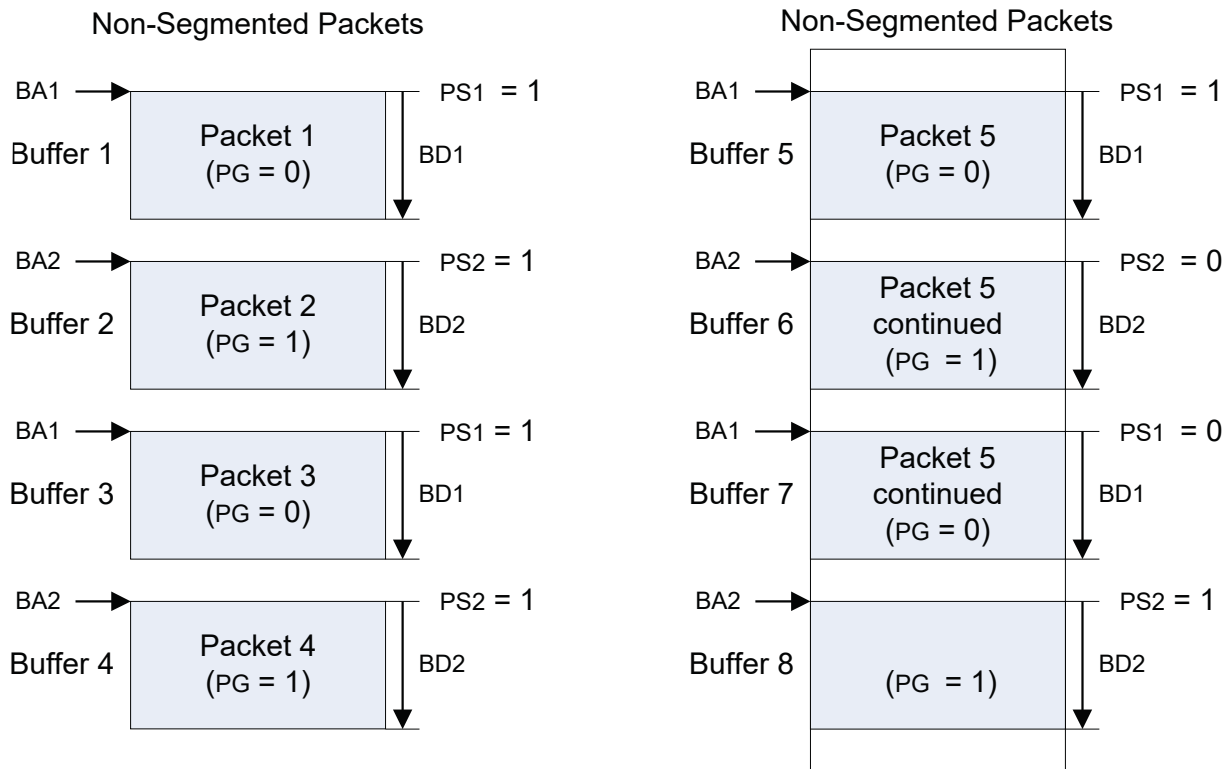 Non-Segmented Packets
BA1
PS1 = 1
Packet 1
(PG = 0)
Buffer 1
BD1
BA2
PS2 = 1
Packet 2
(PG = 1)
Buffer 2
BD2
BA1
PS1 = 1
Packet 3
(PG = 0)
Buffer 3
BD1
BA2
PS2 = 1
Packet 4
(PG = 1)
Buffer 4
BD2
Non-Segmented Packets
BA1
PS1 = 1
Packet 5
(PG = 0)
Buffer 5
BD1
BA2
PS2 = 0
Packet 5
continued
(PG = 1)
Buffer 6
BD2
BA1
PS1 = 0
Packet 5
continued
(PG = 0)
Buffer 7
BD1
BA2
PS2 = 1
Buffer 8
(PG = 1)
BD2